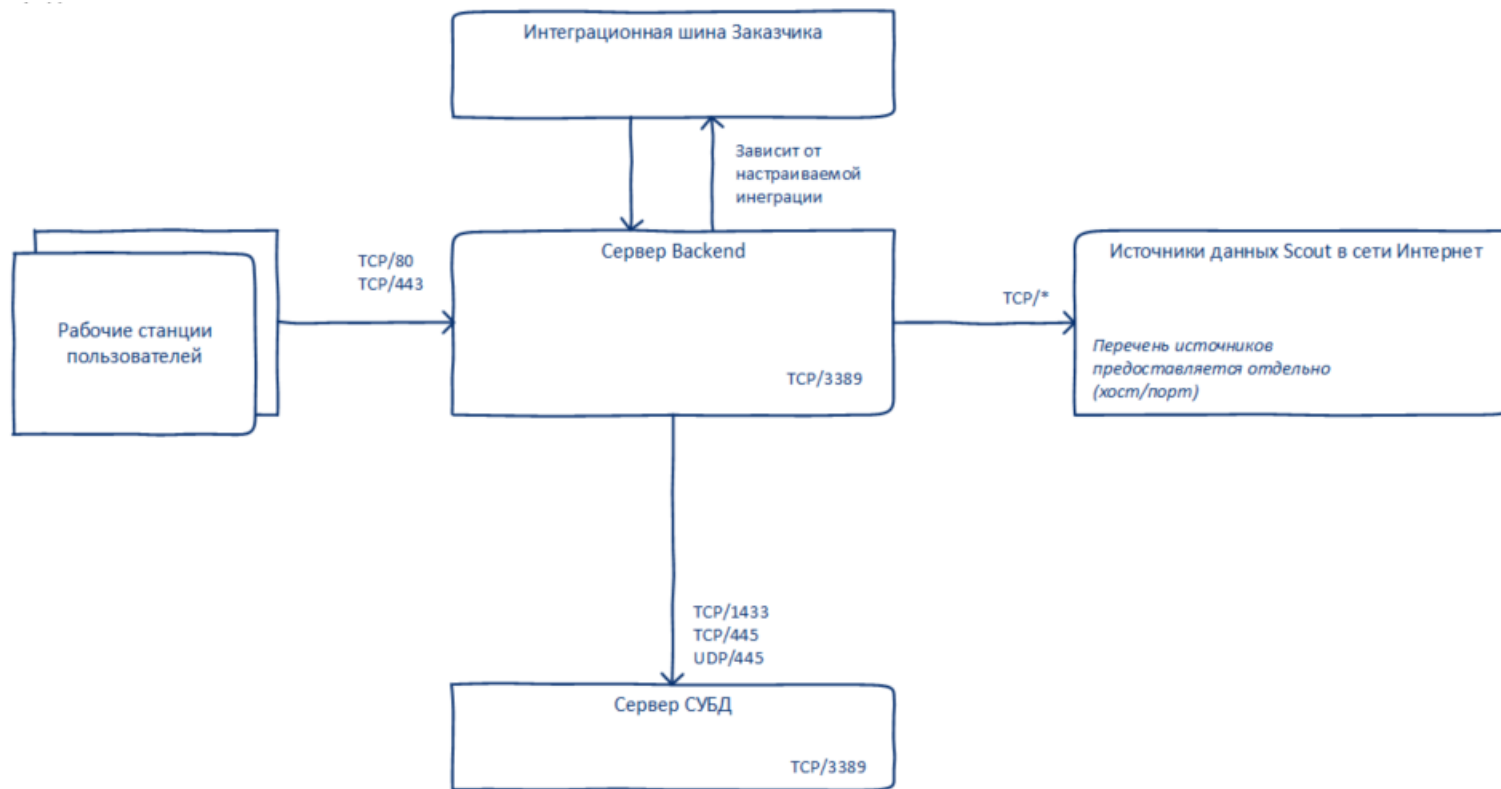 Интеграционная шина Заказчика
Зависит от
настраиваемой
инеграции
Сервер Backend
Источники данных Scout в сети Интернет
TCP/80
TCP/443
TCP/*
Рабочие станции
пользователей
Перечень источников
предоставляется отдельно
(хост/порт)
TCP/3389
TCP/1433
TCP/445
UDP/445
Сервер СУБД
TCP/3389